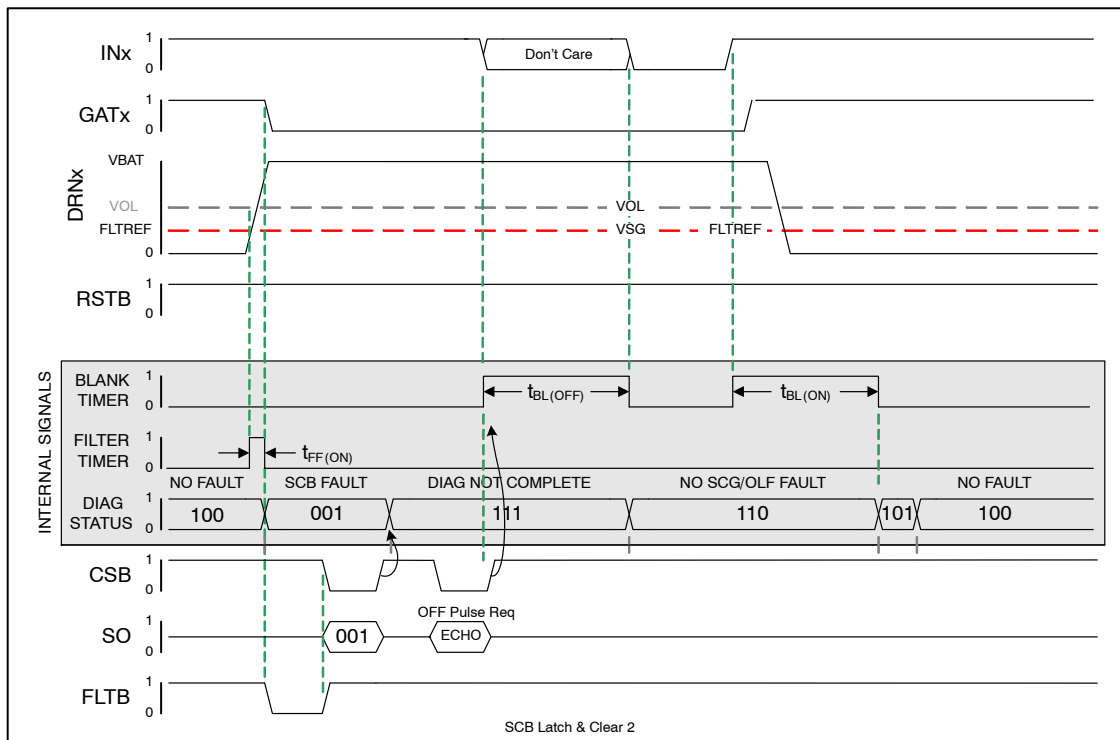 INx 1 0 Don't Care
GATx 1 0
DRNx VBAT
VOL VOL
FLTREF VSG FLTREF
0
RSTB 1 0
INTERNAL SIGNALS
BLANK TIMER 1 0 tBL(OFF) tBL(ON)
FILTER TIMER 1 0 tFF(ON)
NO FAULT SCB FAULT DIAG NOT COMPLETE NO SCG/OLF FAULT NO FAULT
DIAG STATUS 1 0 100 001 111 110 101 100
CSB 1 0
OFF Pulse Req
SO 1 0 001 ECHO
FLTB 1 0
SCB Latch & Clear 2